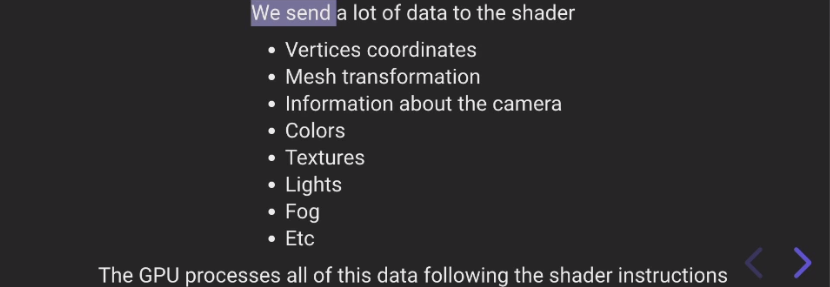 We send a lot of data to the shader
• Vertices coordinates
• Mesh transformation
• Information about the camera
• Colors
• Textures
• Lights
• Fog
• Etc
The GPU processes all of this data following the shader instructions